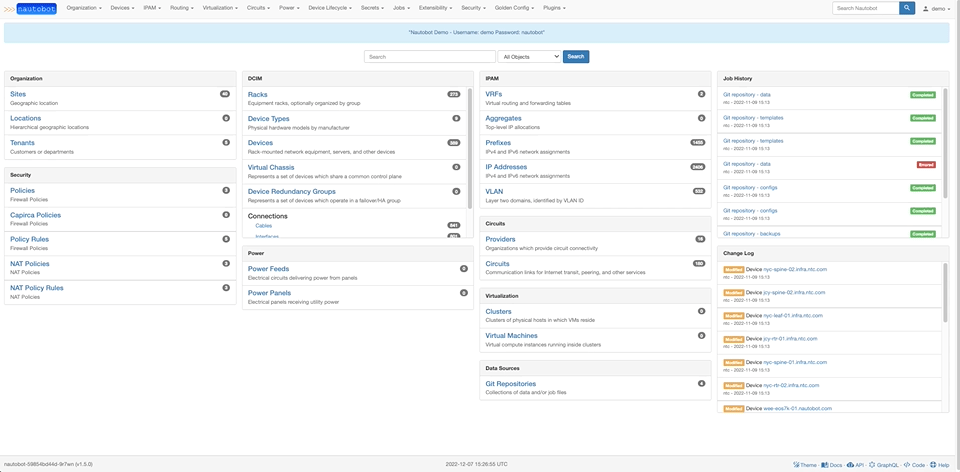 >>> nautobot
Organization Devices IPAM Routing Virtualization Circuits Power Device Lifecycle Secrets Jobs Extensibility Security Golden Config Plugins
Search Nautobot
demo
"Nautobot Demo - Username: demo Password: nautobot"
Search
All Objects
Search
Organization
Sites
Geographic location
Locations
Hierarchical geographic locations
Tenants
Customers or departments
Security
Policies
Firewall Policies
Capirca Policies
Firewall Policies
Policy Rules
Firewall Policies
NAT Policies
NAT Policies
NAT Policy Rules
NAT Policies
DCIM
Racks 273
Equipment racks, optionally organized by group
Device Types
Physical hardware models by manufacturer
Devices 389
Rack-mounted network equipment, servers, and other devices
Virtual Chassis 0
Represents a set of devices which share a common control plane
Device Redundancy Groups 0
Represents a set of devices which operate in a failover/HA group
Connections
Cables 841
Interfaces
Power
Power Feeds 0
Electrical circuits delivering power from panels
Power Panels 0
Electrical panels receiving utility power
IPAM
VRFs
Virtual routing and forwarding tables
Aggregates
Top-level IP allocations
Prefixes 1455
IPv4 and IPv6 network assignments
IP Addresses 2408
IPv4 and IPv6 network assignments
VLAN 532
Layer two domains, identified by VLAN ID
Circuits
Providers
Organizations which provide circuit connectivity
Circuits 180
Communication links for Internet transit, peering, and other services
Virtualization
Clusters 0
Clusters of physical hosts in which VMs reside
Virtual Machines 0
Virtual compute instances running inside clusters
Data Sources
Git Repositories 4
Collections of data and/or job files
Job History
Git repository - data Completed
ntc - 2022-11-09 15:13
Git repository - templates Completed
ntc - 2022-11-09 15:13
Git repository - templates Completed
ntc - 2022-11-09 15:13
Git repository - data Errored
ntc - 2022-11-09 15:13
Git repository - configs Completed
ntc - 2022-11-09 15:13
Git repository - configs Completed
ntc - 2022-11-09 15:13
Git repository - backups Completed
Change Log
Modified Device nyc-spine-02.infra.ntc.com
ntc - 2022-11-09 15:13
Modified Device jcy-spine-02.infra.ntc.com
ntc - 2022-11-09 15:13
Modified Device nyc-leaf-01.infra.ntc.com
ntc - 2022-11-09 15:13
Modified Device jcy-rtr-01.infra.ntc.com
ntc - 2022-11-09 15:13
Modified Device nyc-spine-01.infra.ntc.com
ntc - 2022-11-09 15:13
Modified Device nyc-rtr-02.infra.ntc.com
ntc - 2022-11-09 15:13
Modified Device wee-eos7k-01.nautobot.com
nautobot-59854bd44d-9r7wn (v1.5.0)
2022-12-07 15:26:55 UTC
Theme · Docs · API · GraphQL · Code · Help